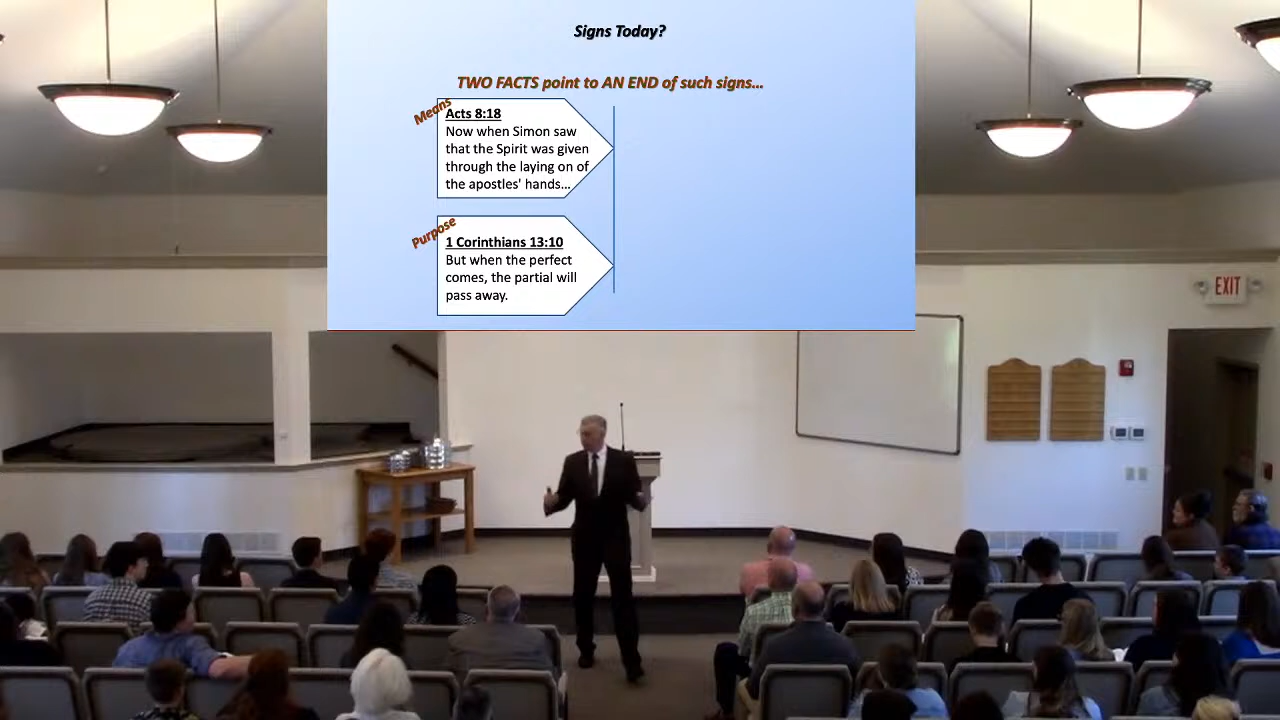 Signs Today?
TWO FACTS point to AN END of such signs...
Means
Acts 8:18
Now when Simon saw
that the Spirit was given
through the laying on of
the apostles' hands...
Purpose
1 Corinthians 13:10
But when the perfect
comes, the partial will
pass away.
EXIT